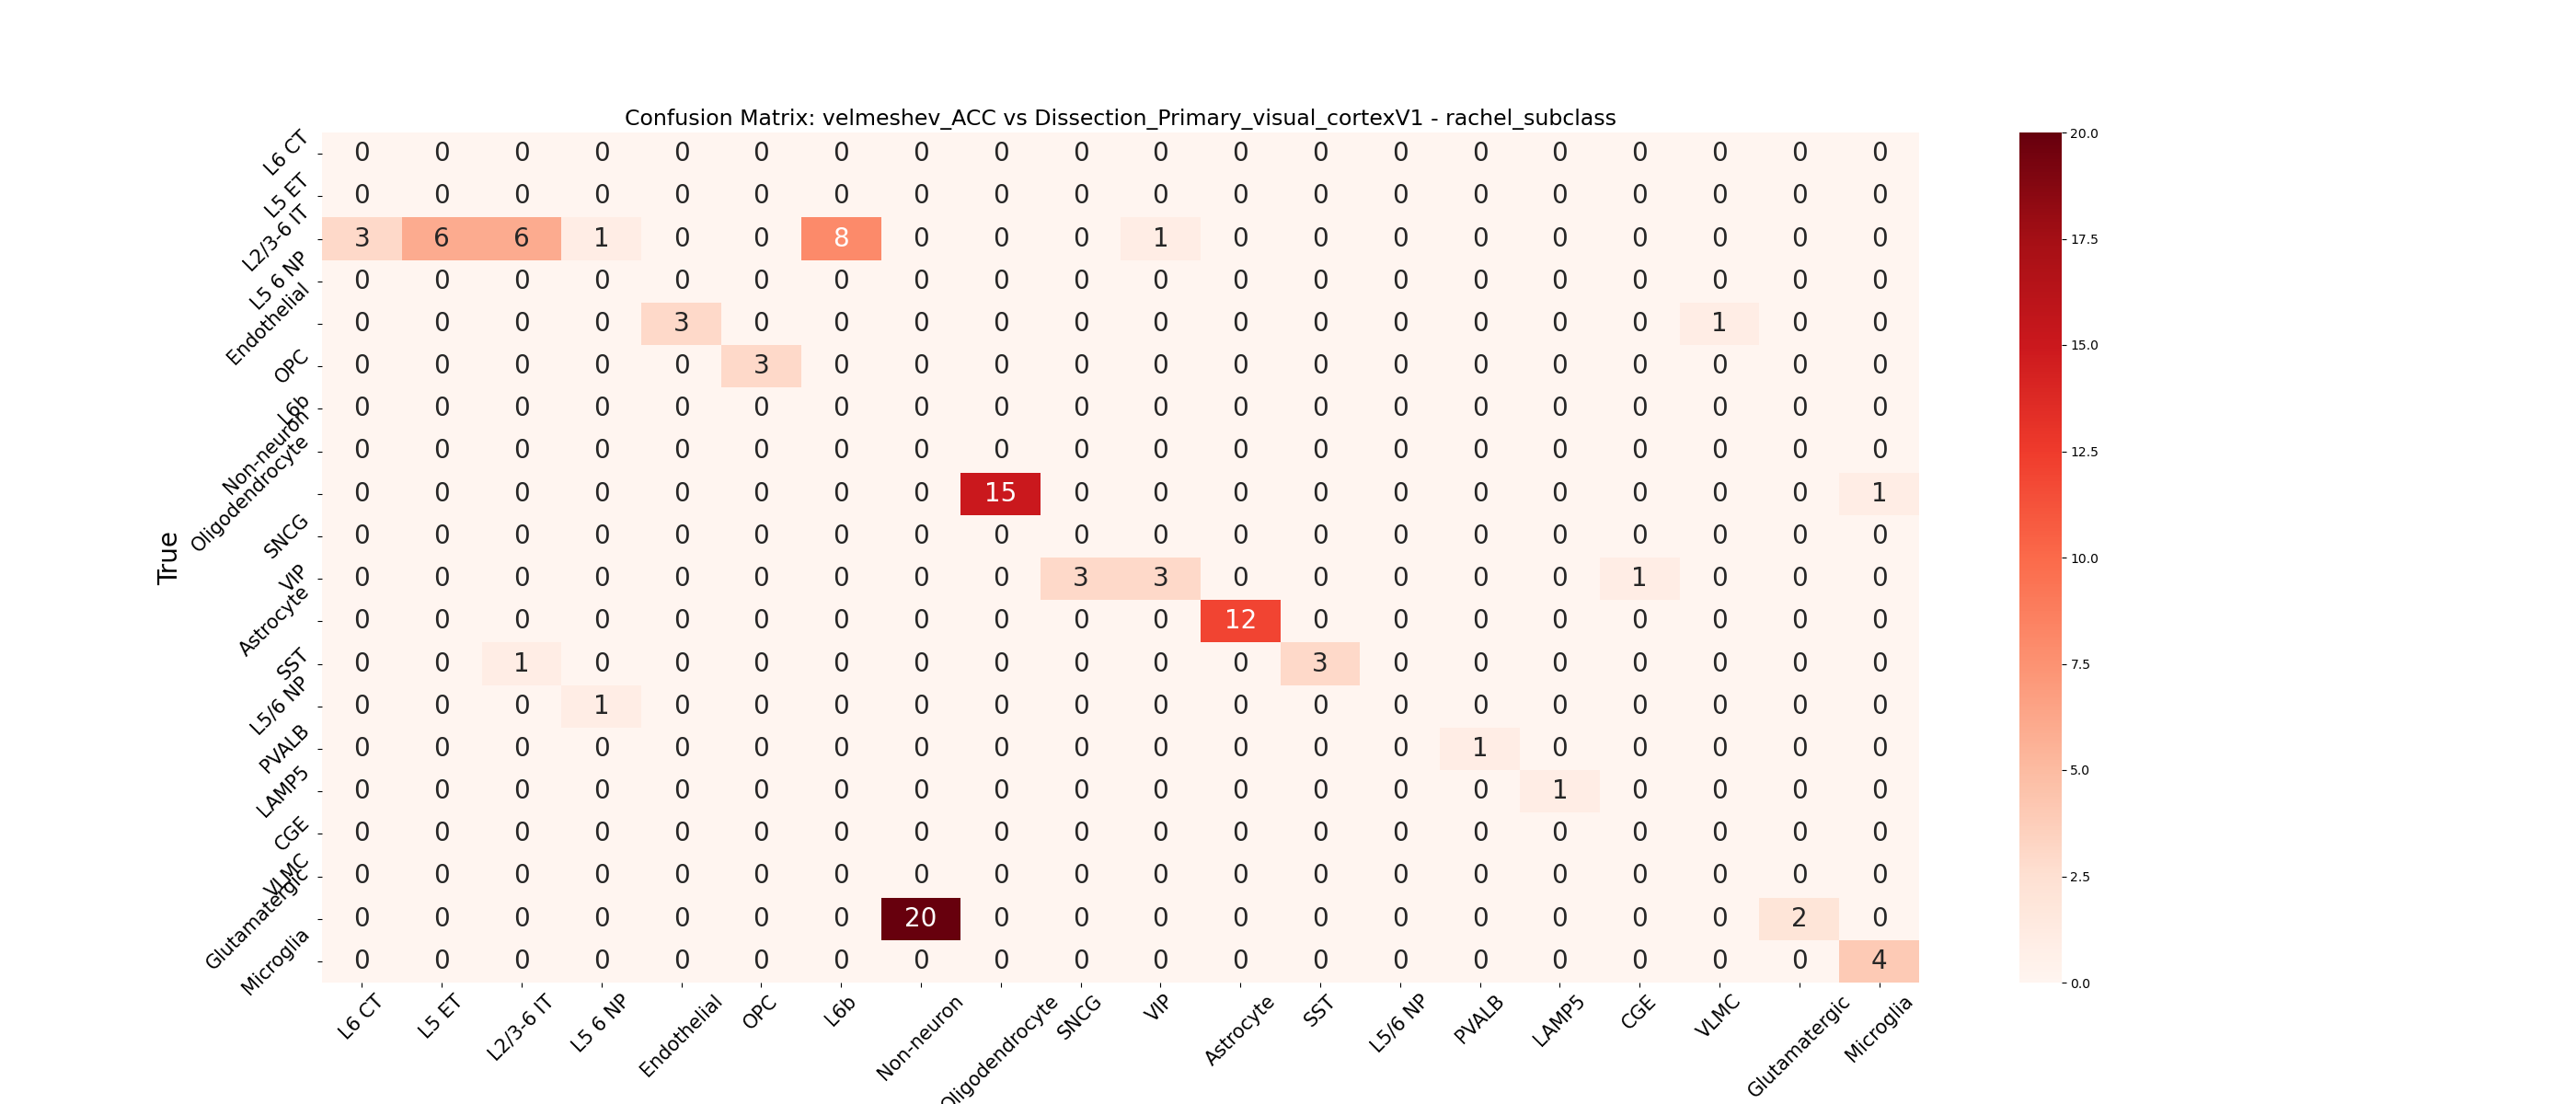 Confusion Matrix: velmeshev_ACC vs Dissection_Primary_visual_cortexV1 - rachel_subclass
True
L6 CT 0 0 0 0 0 0 0 0 0 0 0 0 0 0 0 0 0 0 0 0
L5 ET 0 0 0 0 0 0 0 0 0 0 0 0 0 0 0 0 0 0 0 0
L2/3-6 IT 3 6 6 1 0 0 8 0 0 0 1 0 0 0 0 0 0 0 0 0
L5 6 NP 0 0 0 0 0 0 0 0 0 0 0 0 0 0 0 0 0 0 0 0
Endothelial 0 0 0 0 3 0 0 0 0 0 0 0 0 0 0 0 0 1 0 0
OPC 0 0 0 0 0 3 0 0 0 0 0 0 0 0 0 0 0 0 0 0
L6b 0 0 0 0 0 0 0 0 0 0 0 0 0 0 0 0 0 0 0 0
Non-neuron 0 0 0 0 0 0 0 0 0 0 0 0 0 0 0 0 0 0 0 0
Oligodendrocyte 0 0 0 0 0 0 0 0 15 0 0 0 0 0 0 0 0 0 0 1
SNCG 0 0 0 0 0 0 0 0 0 0 0 0 0 0 0 0 0 0 0 0
VIP 0 0 0 0 0 0 0 0 0 3 3 0 0 0 0 0 1 0 0 0
Astrocyte 0 0 0 0 0 0 0 0 0 0 0 12 0 0 0 0 0 0 0 0
SST 0 0 1 0 0 0 0 0 0 0 0 0 3 0 0 0 0 0 0 0
L5/6 NP 0 0 0 1 0 0 0 0 0 0 0 0 0 0 0 0 0 0 0 0
PVALB 0 0 0 0 0 0 0 0 0 0 0 0 0 0 1 0 0 0 0 0
LAMP5 0 0 0 0 0 0 0 0 0 0 0 0 0 0 0 1 0 0 0 0
CGE 0 0 0 0 0 0 0 0 0 0 0 0 0 0 0 0 0 0 0 0
VLMC 0 0 0 0 0 0 0 0 0 0 0 0 0 0 0 0 0 0 0 0
Glutamatergic 0 0 0 0 0 0 0 20 0 0 0 0 0 0 0 0 0 0 2 0
Microglia 0 0 0 0 0 0 0 0 0 0 0 0 0 0 0 0 0 0 0 4
L6 CT L5 ET L2/3-6 IT L5 6 NP Endothelial OPC L6b Non-neuron Oligodendrocyte SNCG VIP Astrocyte SST L5/6 NP PVALB LAMP5 CGE VLMC Glutamatergic Microglia
20.0
17.5
15.0
12.5
10.0
7.5
5.0
2.5
0.0